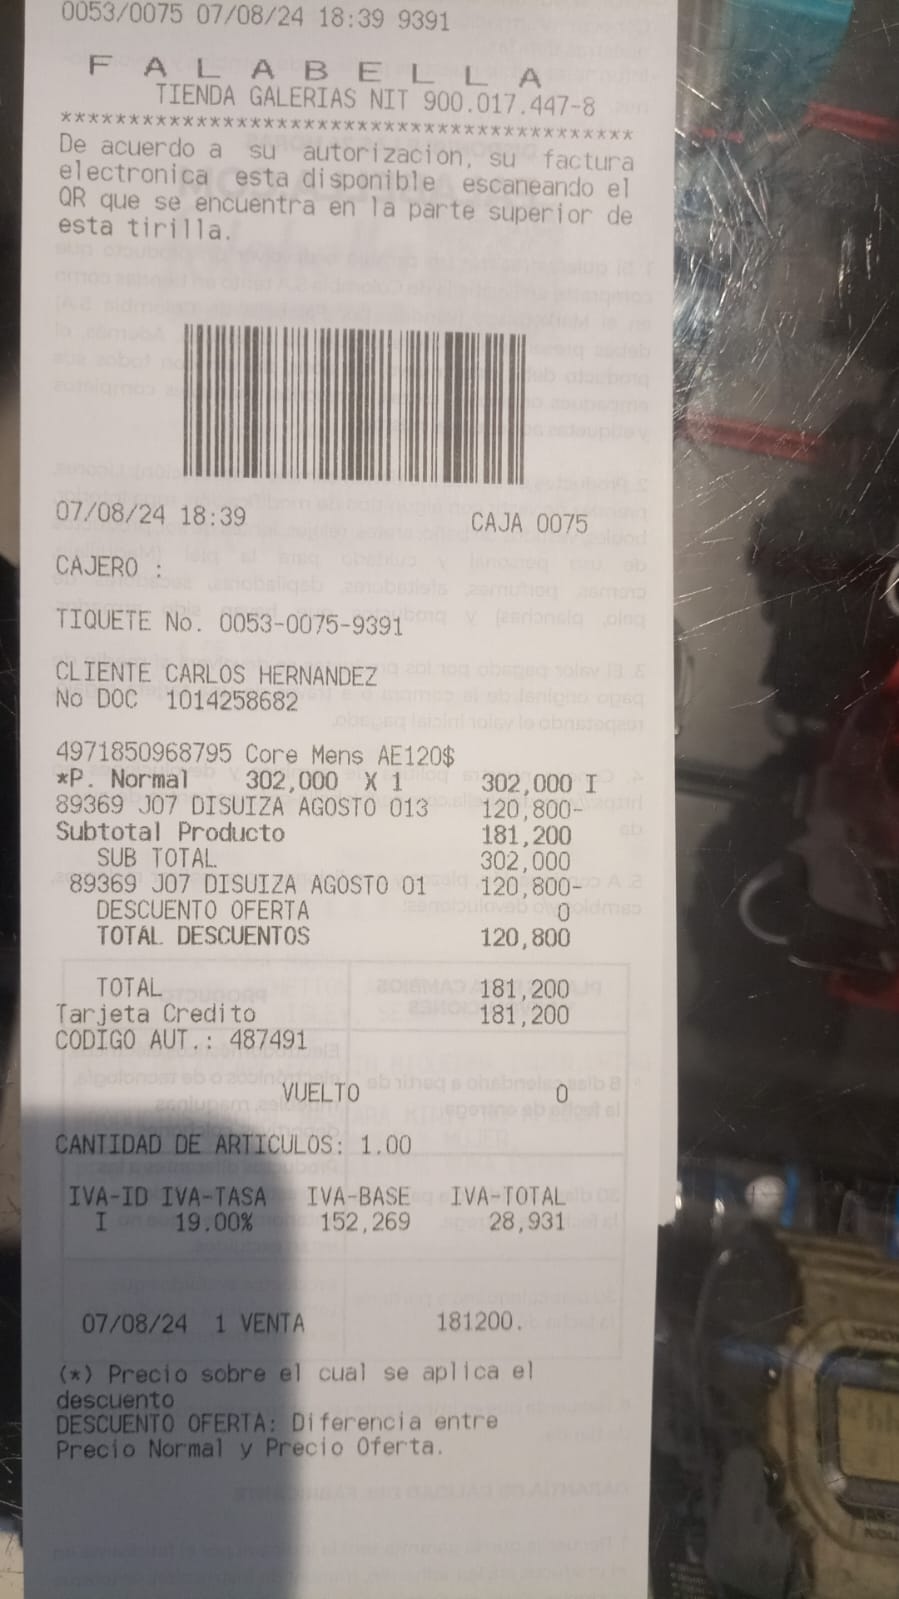 0053/0075 07/08/24 18:39 9391
F A L A B E L L A
TIENDA GALERIAS NIT 900.017.447-8
******************************************
De acuerdo a su autorizacion, su factura
electronica esta disponible escaneando el
QR que se encuentra en la parte superior de
esta tirilla.
07/08/24 18:39 CAJA 0075
CAJERO :
TIQUETE No. 0053-0075-9391
CLIENTE CARLOS HERNANDEZ
No DOC 1014258682
4971850968795 Core Mens AE120$
*P. Normal 302,000 X 1 302,000 I
89369 J07 DISUIZA AGOSTO 013 120,800-
Subtotal Producto 181,200
SUB TOTAL 302,000
89369 J07 DISUIZA AGOSTO 01 120,800-
DESCUENTO OFERTA 0
TOTAL DESCUENTOS 120,800
TOTAL 181,200
Tarjeta Credito 181,200
CODIGO AUT.: 487491
VUELTO 0
CANTIDAD DE ARTICULOS: 1.00
IVA-ID IVA-TASA IVA-BASE IVA-TOTAL
I 19.00% 152,269 28,931
07/08/24 1 VENTA 181200.
(*) Precio sobre el cual se aplica el
descuento
DESCUENTO OFERTA: Diferencia entre
Precio Normal y Precio Oferta.